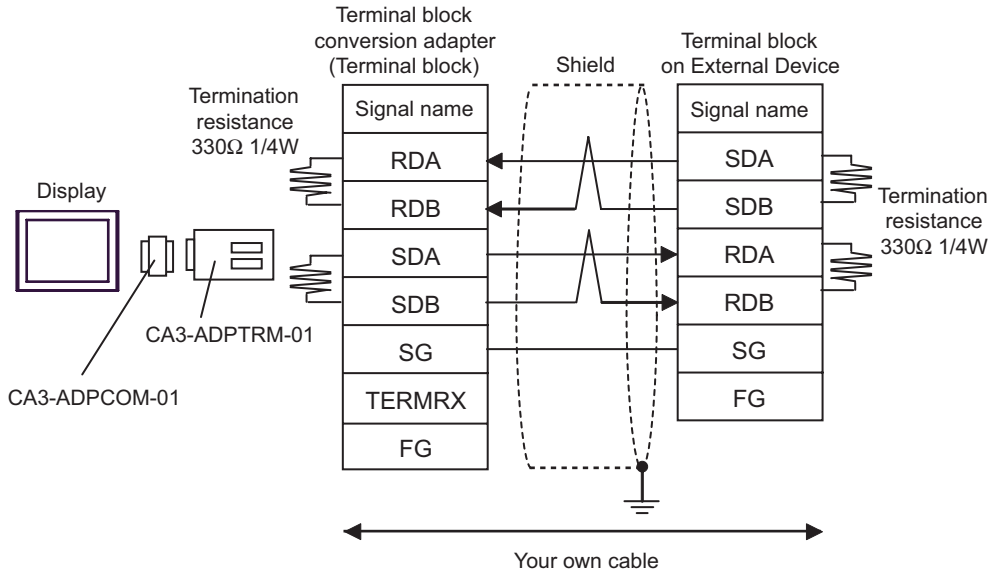 Terminal block
conversion adapter
(Terminal block)
Shield
Terminal block
on External Device
Termination
resistance
330Ω 1/4W
Display
CA3-ADPTRM-01
CA3-ADPCOM-01
Signal name
RDA
RDB
SDA
SDB
SG
TERMRX
FG
Signal name
SDA
SDB
RDA
RDB
SG
FG
Termination
resistance
330Ω 1/4W
Your own cable